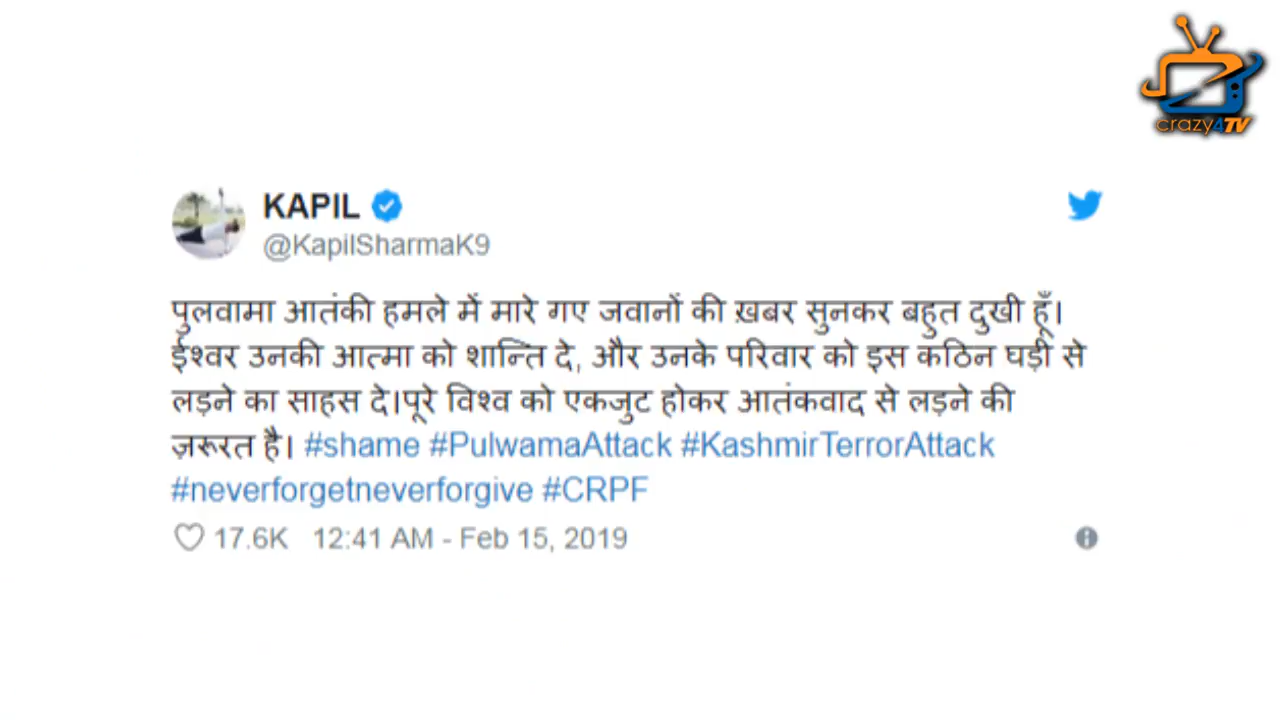 crazy4TV
KAPIL
@KapilSharmaK9
पुलवामा आतंकी हमले में मारे गए जवानों की ख़बर सुनकर बहुत दुखी हूँ।
ईश्वर उनकी आत्मा को शान्ति दे, और उनके परिवार को इस कठिन घड़ी से
लड़ने का साहस दे।पूरे विश्व को एकजुट होकर आतंकवाद से लड़ने की
ज़रूरत है। #shame #PulwamaAttack #KashmirTerrorAttack
#neverforgetneverforgive #CRPF
17.6K 12:41 AM - Feb 15, 2019